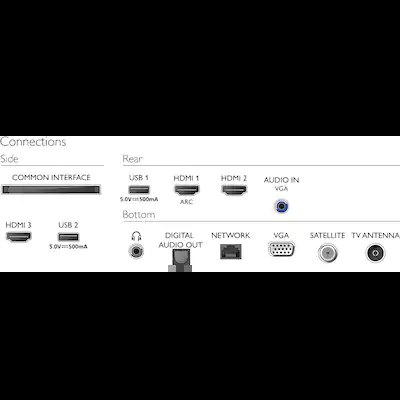 Connections
Side
Rear
COMMON INTERFACE
USB 1
HDMI 1
HDMI 2
AUDIO IN
VGA
5.0V⎓500mA
ARC
Bottom
HDMI 3
USB 2
5.0V⎓500mA
DIGITAL
AUDIO OUT
NETWORK
VGA
SATELLITE
TV ANTENNA